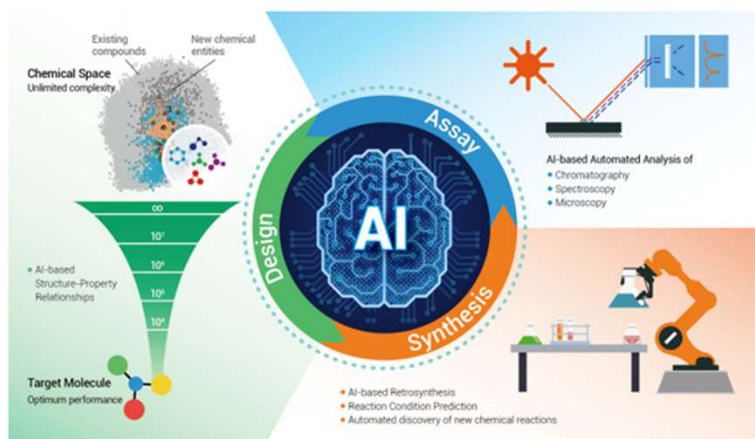 Existing
compounds
New chemical
entities
Chemical Space
Unlimited complexity
∞
10⁷
10⁶
10⁵
10⁴
AI-based
Structure-Property
Relationships
Target Molecule
Optimum performance
Design
Assay
Synthesis
AI
AI-based Automated Analysis of
Chromatography
Spectroscopy
Microscopy
AI-based Retrosynthesis
Reaction Condition Prediction
Automated discovery of new chemical reactions